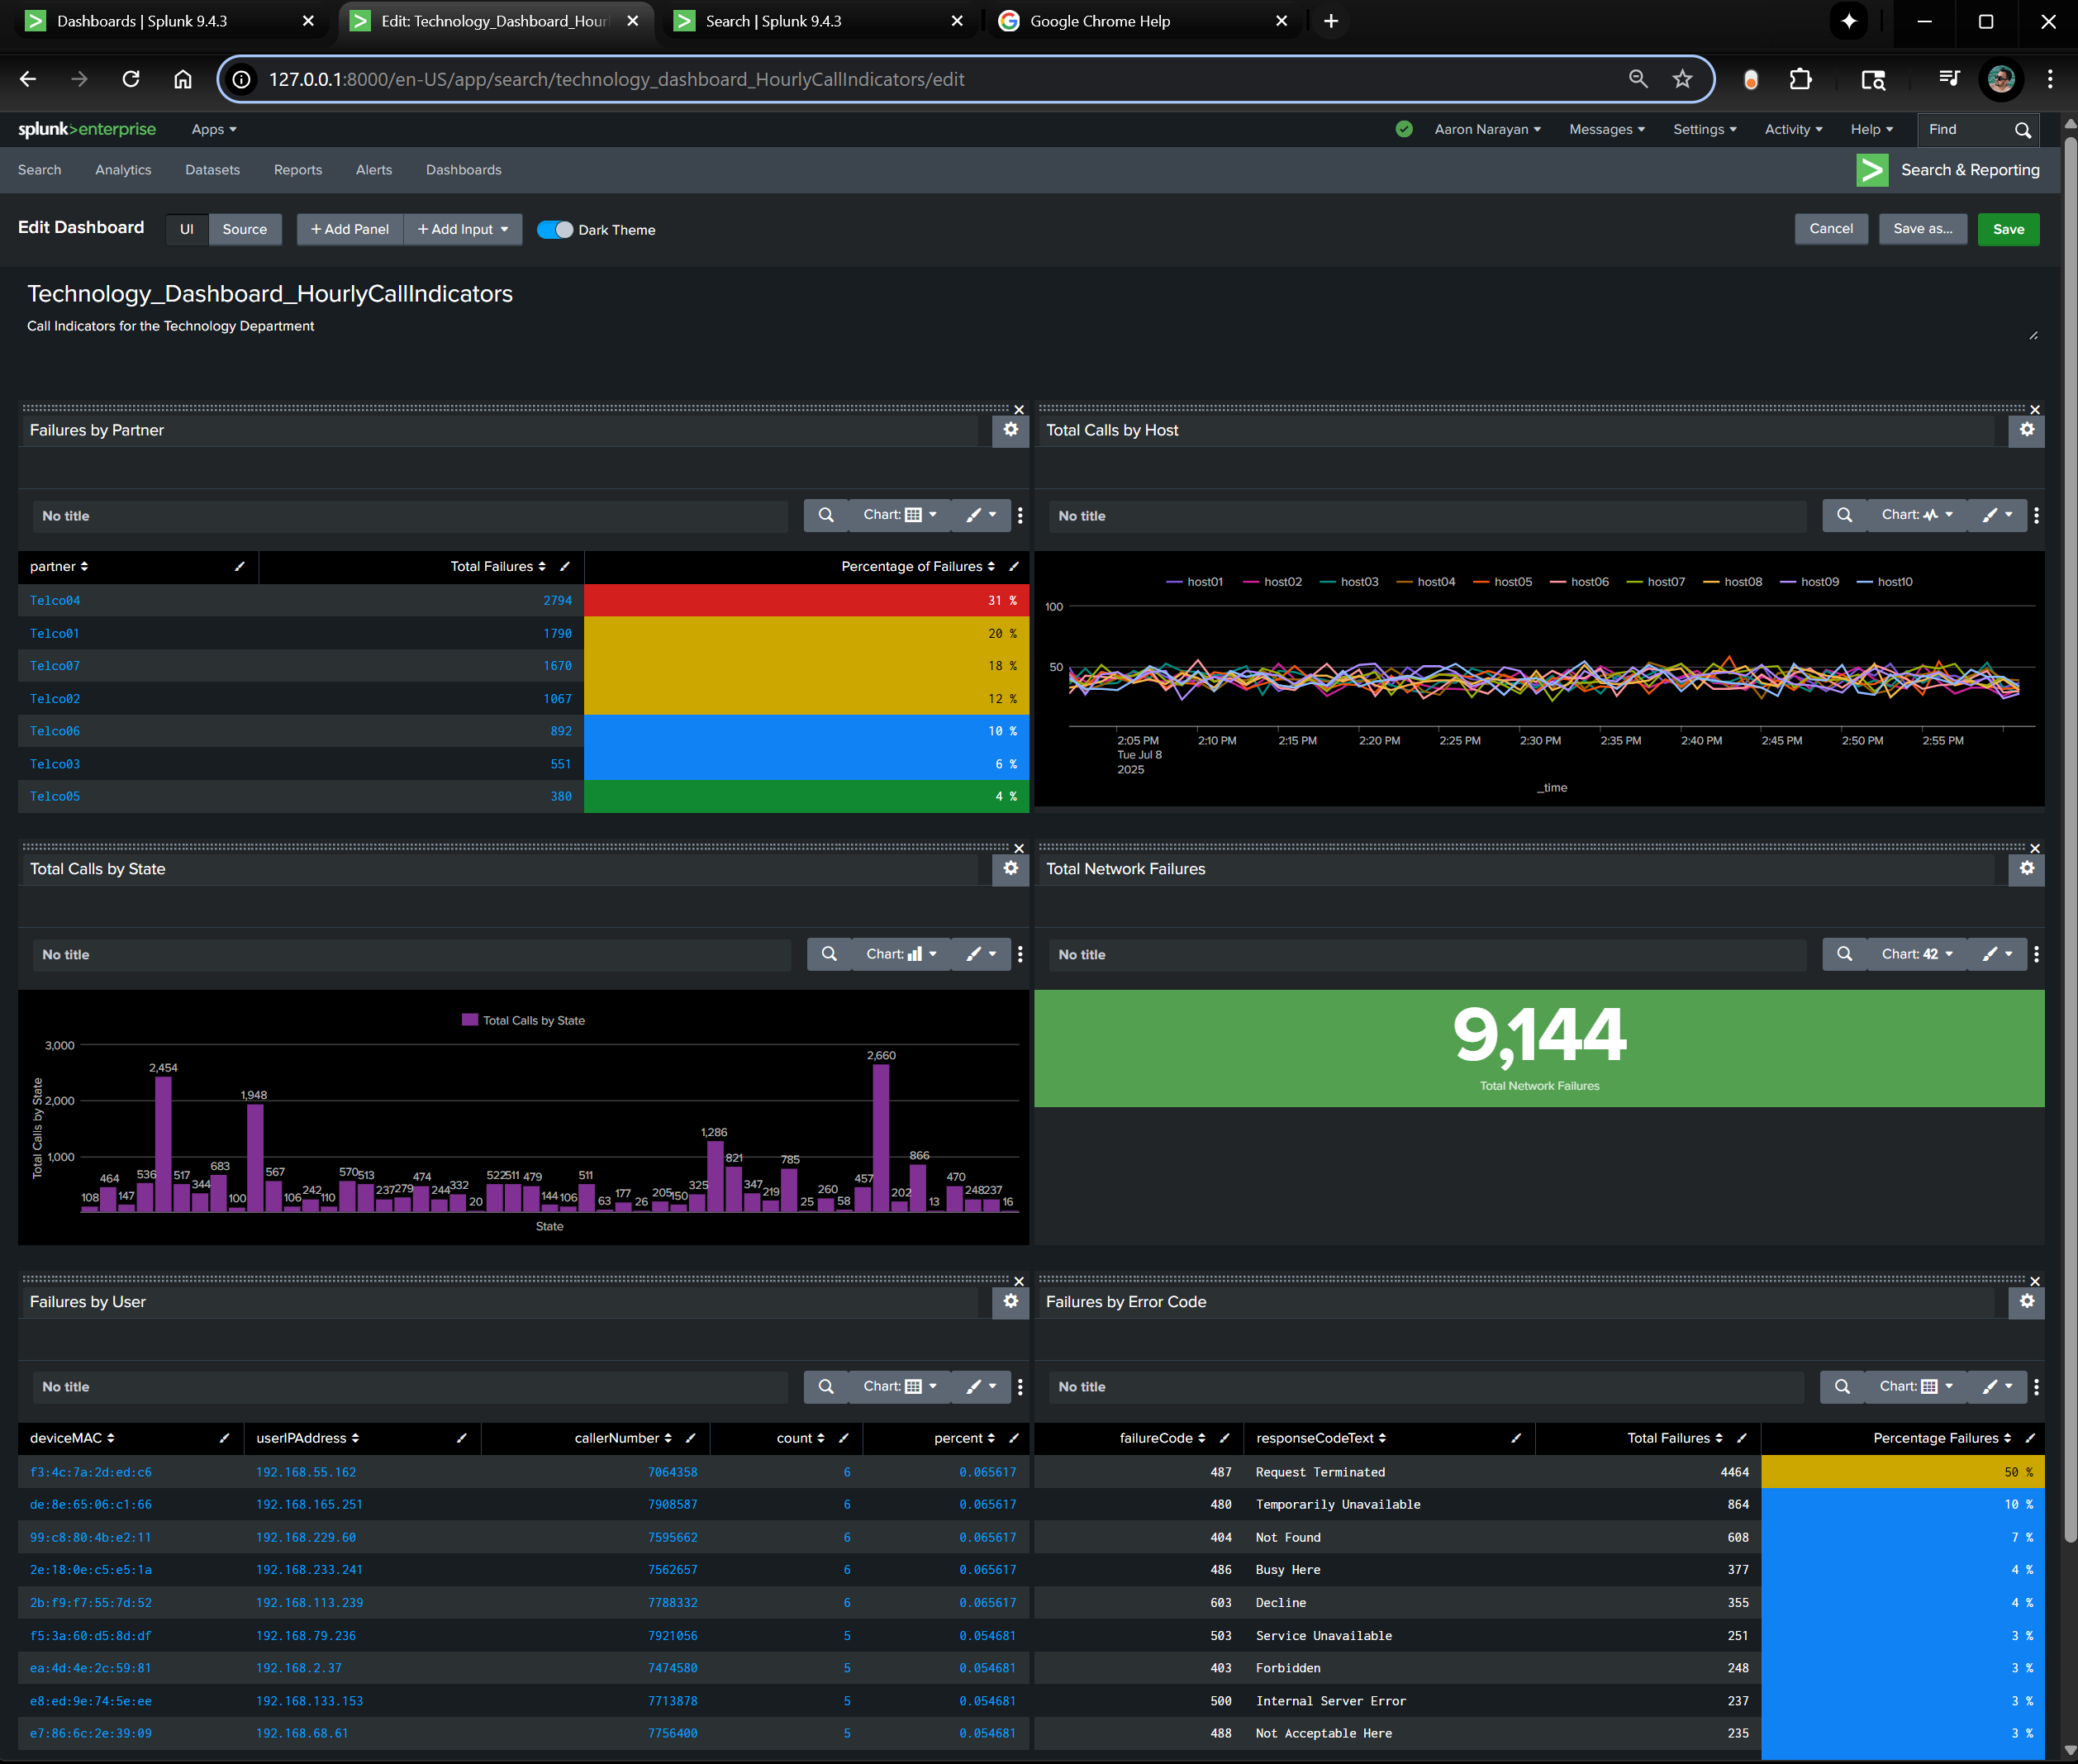 Dashboards | Splunk 9.4.3
Edit: Technology_Dashboard_Hour
Search | Splunk 9.4.3
Google Chrome Help
127.0.0.1:8000/en-US/app/search/technology_dashboard_HourlyCallIndicators/edit
splunk>enterprise Apps
Aaron Narayan Messages Settings Activity Help Find
Search Analytics Datasets Reports Alerts Dashboards
Search & Reporting
Edit Dashboard UI Source + Add Panel + Add Input Dark Theme
Cancel Save as... Save
Technology_Dashboard_HourlyCallIndicators
Call Indicators for the Technology Department
Failures by Partner
No title
Chart:
partner Total Failures Percentage of Failures
Telco04 2794 31 %
Telco01 1790 20 %
Telco07 1670 18 %
Telco02 1067 12 %
Telco06 892 10 %
Telco03 551 6 %
Telco05 380 4 %
Total Calls by Host
No title
Chart:
host01 host02 host03 host04 host05 host06 host07 host08 host09 host10
100
50
2:05 PM 2:10 PM 2:15 PM 2:20 PM 2:25 PM 2:30 PM 2:35 PM 2:40 PM 2:45 PM 2:50 PM 2:55 PM
Tue Jul 8
2025
_time
Total Calls by State
No title
Chart:
Total Calls by State
Total Calls by State
3,000
2,000
1,000
108 464 147 536 2,454 517 344 683 100 1,948 567 106 242 110 570 513 237 279 474 244 332 20 522 511 479 144 106 511 63 177 26 205 150 325 1,286 821 347 219 785 25 260 58 457 2,660 202 866 13 470 248 237 16
State
Total Network Failures
No title
Chart: 42
9,144
Total Network Failures
Failures by User
No title
Chart:
deviceMAC userIPAddress callerNumber count percent
f3:4c:7a:2d:ed:c6 192.168.55.162 7064358 6 0.065617
de:8e:65:06:c1:66 192.168.165.251 7908587 6 0.065617
99:c8:80:4b:e2:11 192.168.229.60 7595662 6 0.065617
2e:18:0e:c5:e5:1a 192.168.233.241 7562657 6 0.065617
2b:f9:f7:55:7d:52 192.168.113.239 7788332 6 0.065617
f5:3a:60:d5:8d:df 192.168.79.236 7921056 5 0.054681
ea:4d:4e:2c:59:81 192.168.2.37 7474580 5 0.054681
e8:ed:9e:74:5e:ee 192.168.133.153 7713878 5 0.054681
e7:86:6c:2e:39:09 192.168.68.61 7756400 5 0.054681
Failures by Error Code
No title
Chart:
failureCode responseCodeText Total Failures Percentage Failures
487 Request Terminated 4464 50 %
480 Temporarily Unavailable 864 10 %
404 Not Found 608 7 %
486 Busy Here 377 4 %
603 Decline 355 4 %
503 Service Unavailable 251 3 %
403 Forbidden 248 3 %
500 Internal Server Error 237 3 %
488 Not Acceptable Here 235 3 %